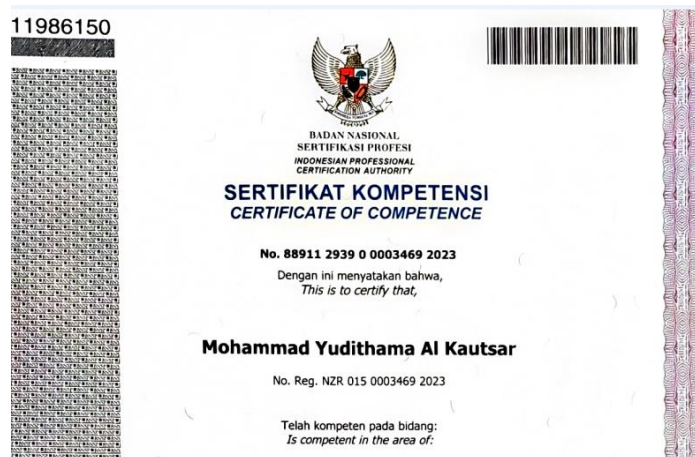 11986150
BADAN NASIONAL
SERTIFIKASI PROFESI
INDONESIAN PROFESSIONAL
CERTIFICATION AUTHORITY
SERTIFIKAT KOMPETENSI
CERTIFICATE OF COMPETENCE
No. 88911 2939 0 0003469 2023
Dengan ini menyatakan bahwa,
This is to certify that,
Mohammad Yudithama Al Kautsar
No. Reg. NZR 015 0003469 2023
Telah kompeten pada bidang:
Is competent in the area of: